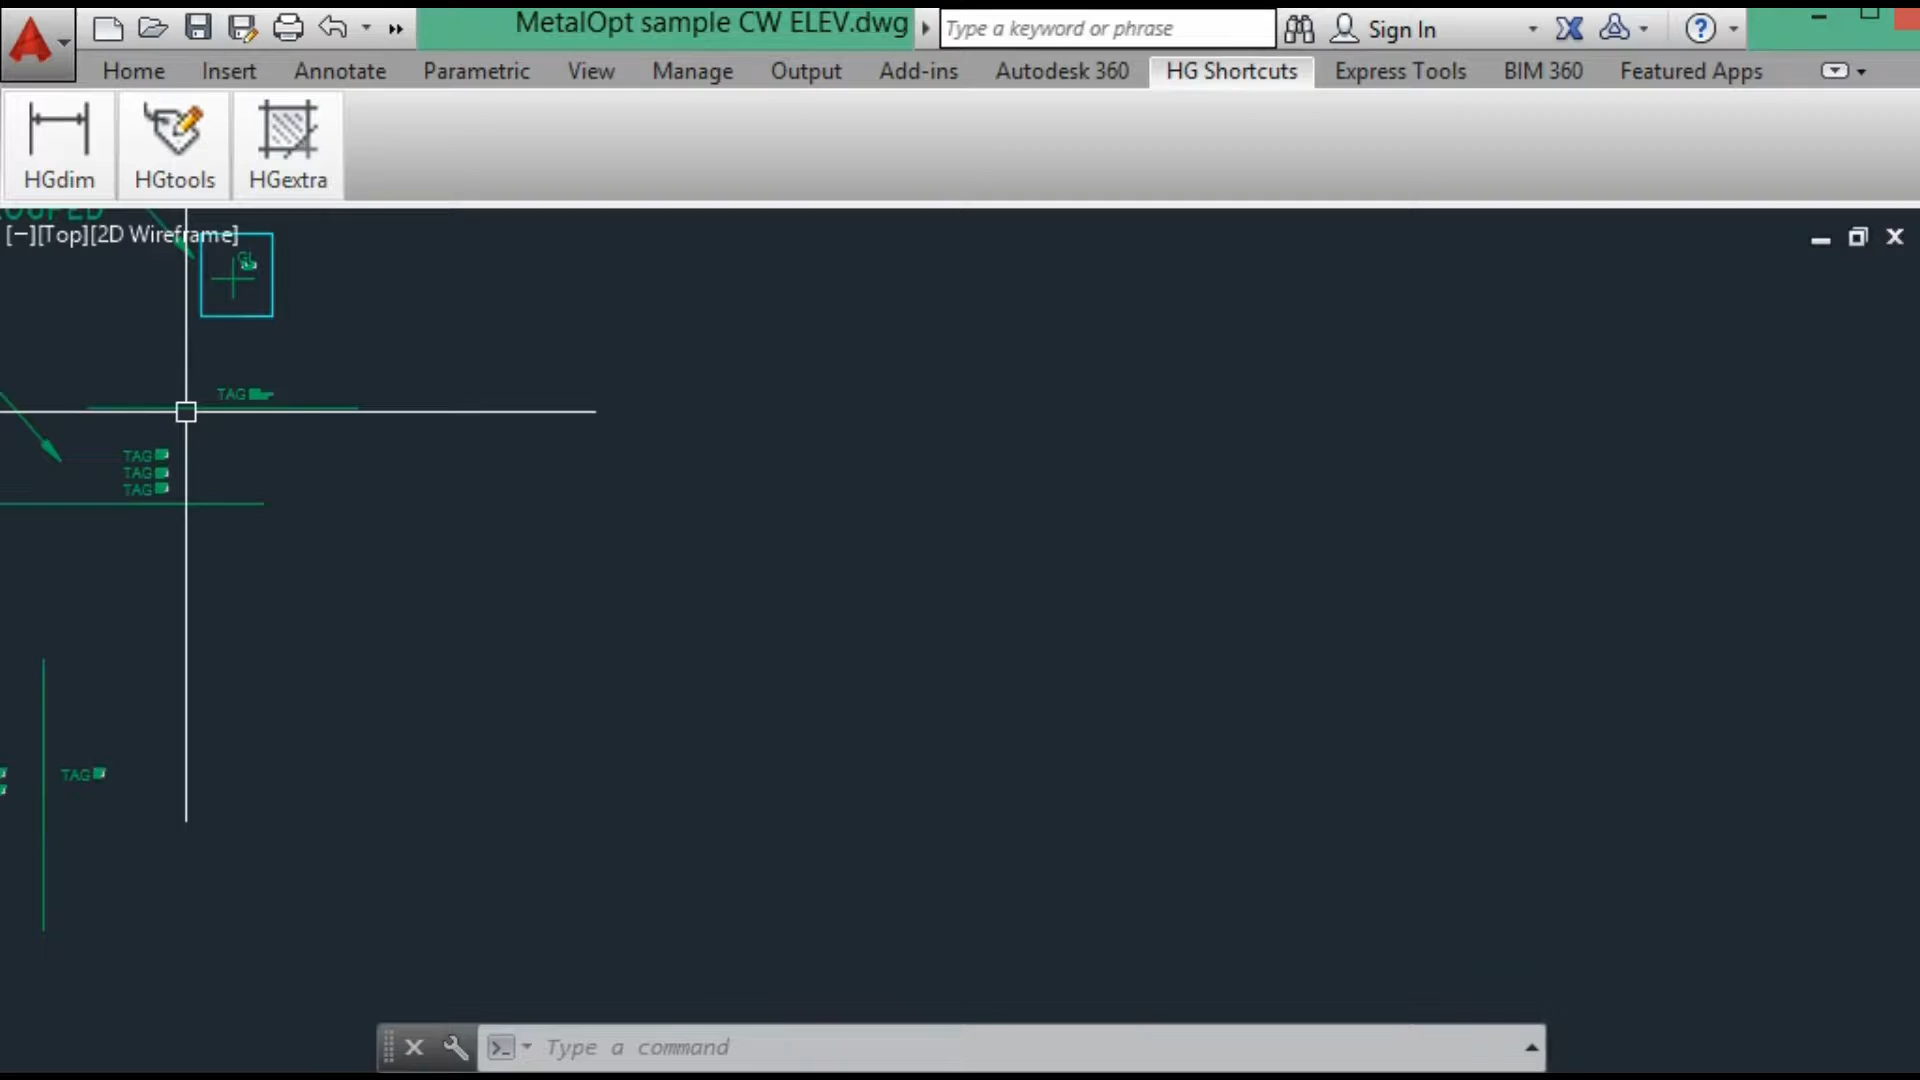 MetalOpt sample CW ELEV.dwg
Type a keyword or phrase
Sign In
Home Insert Annotate Parametric View Manage Output Add-ins Autodesk 360 HG Shortcuts Express Tools BIM 360 Featured Apps
HGdim HGtools HGextra
[−][Top][2D Wireframe]
TAG
TAG
TAG
TAG
TAG
Type a command